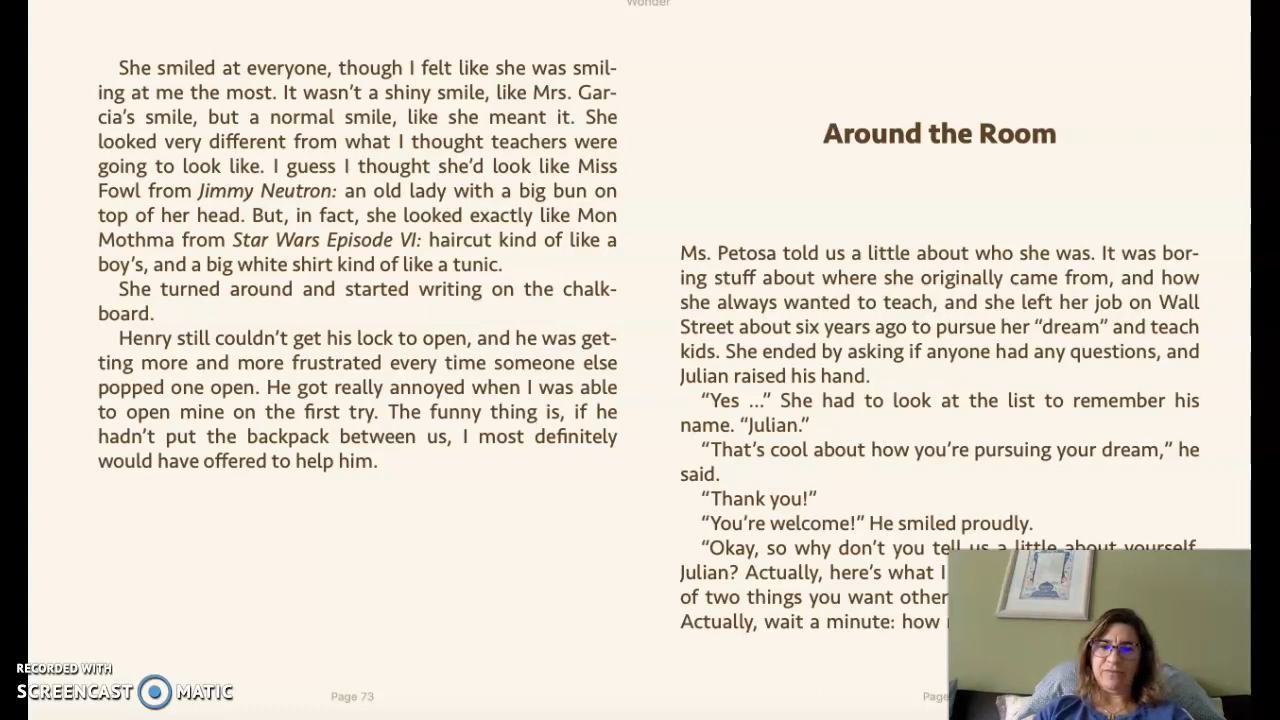 Wonder
She smiled at everyone, though I felt like she was smil-
ing at me the most. It wasn’t a shiny smile, like Mrs. Gar-
cia’s smile, but a normal smile, like she meant it. She
looked very different from what I thought teachers were
going to look like. I guess I thought she’d look like Miss
Fowl from Jimmy Neutron: an old lady with a big bun on
top of her head. But, in fact, she looked exactly like Mon
Mothma from Star Wars Episode VI: haircut kind of like a
boy’s, and a big white shirt kind of like a tunic.
She turned around and started writing on the chalk-
board.
Henry still couldn’t get his lock to open, and he was get-
ting more and more frustrated every time someone else
popped one open. He got really annoyed when I was able
to open mine on the first try. The funny thing is, if he
hadn’t put the backpack between us, I most definitely
would have offered to help him.
Page 73
Around the Room
Ms. Petosa told us a little about who she was. It was bor-
ing stuff about where she originally came from, and how
she always wanted to teach, and she left her job on Wall
Street about six years ago to pursue her “dream” and teach
kids. She ended by asking if anyone had any questions, and
Julian raised his hand.
“Yes ...” She had to look at the list to remember his
name. “Julian.”
“That’s cool about how you’re pursuing your dream,” he
said.
“Thank you!”
“You’re welcome!” He smiled proudly.
“Okay, so why don’t you tell us a little about yourself,
Julian? Actually, here’s what I
of two things you want other
Actually, wait a minute: how
Page
RECORDED WITH
SCREENCAST MATIC